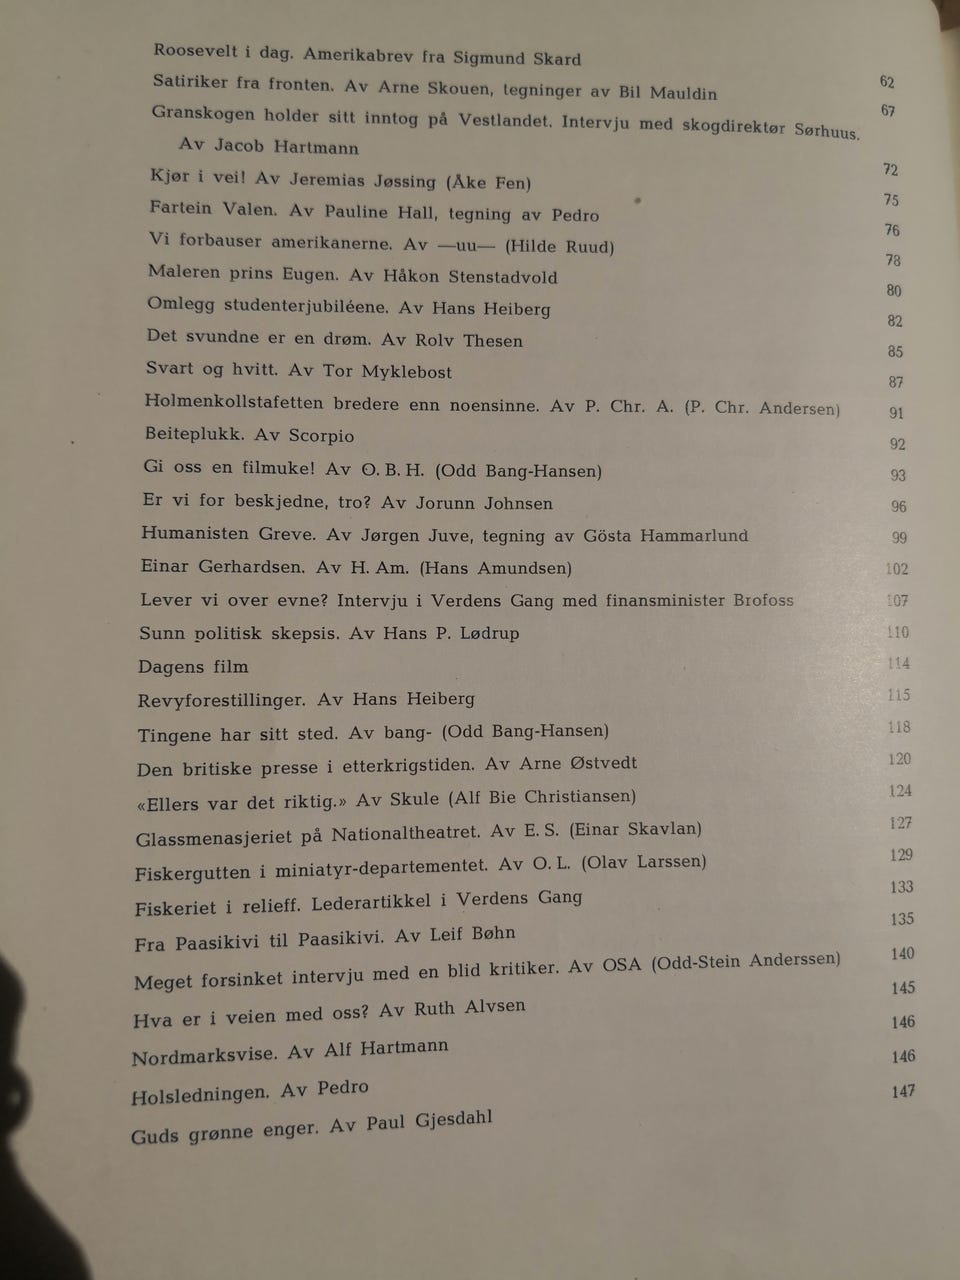 Roosevelt i dag. Amerikabrev fra Sigmund Skard 62
Satiriker fra fronten. Av Arne Skouen, tegninger av Bil Mauldin 67
Granskogen holder sitt inntog på Vestlandet. Intervju med skogdirektør Sørhuus.
Av Jacob Hartmann 72
Kjør i vei! Av Jeremias Jøssing (Åke Fen) 75
Fartein Valen. Av Pauline Hall, tegning av Pedro 76
Vi forbauser amerikanerne. Av —uu— (Hilde Ruud) 78
Maleren prins Eugen. Av Håkon Stenstadvold 80
Omlegg studenterjubiléene. Av Hans Heiberg 82
Det svundne er en drøm. Av Rolv Thesen 85
Svart og hvitt. Av Tor Myklebost 87
Holmenkollstafetten bredere enn noensinne. Av P. Chr. A. (P. Chr. Andersen) 91
Beiteplukk. Av Scorpio 92
Gi oss en filmuke! Av O. B. H. (Odd Bang-Hansen) 93
Er vi for beskjedne, tro? Av Jorunn Johnsen 96
Humanisten Greve. Av Jørgen Juve, tegning av Gösta Hammarlund 99
Einar Gerhardsen. Av H. Am. (Hans Amundsen) 102
Lever vi over evne? Intervju i Verdens Gang med finansminister Brofoss 107
Sunn politisk skepsis. Av Hans P. Lødrup 110
Dagens film 114
Revyforestillinger. Av Hans Heiberg 115
Tingene har sitt sted. Av bang- (Odd Bang-Hansen) 118
Den britiske presse i etterkrigstiden. Av Arne Østvedt 120
«Ellers var det riktig.» Av Skule (Alf Bie Christiansen) 124
Glassmenasjeriet på Nationaltheatret. Av E. S. (Einar Skavlan) 127
Fiskergutten i miniatyr-departementet. Av O. L. (Olav Larssen) 129
Fiskeriet i relieff. Lederartikkel i Verdens Gang 133
Fra Paasikivi til Paasikivi. Av Leif Bøhn 135
Meget forsinket intervju med en blid kritiker. Av OSA (Odd-Stein Anderssen) 140
Hva er i veien med oss? Av Ruth Alvsen 145
Nordmarksvise. Av Alf Hartmann 146
Holsledningen. Av Pedro 146
Guds grønne enger. Av Paul Gjesdahl 147